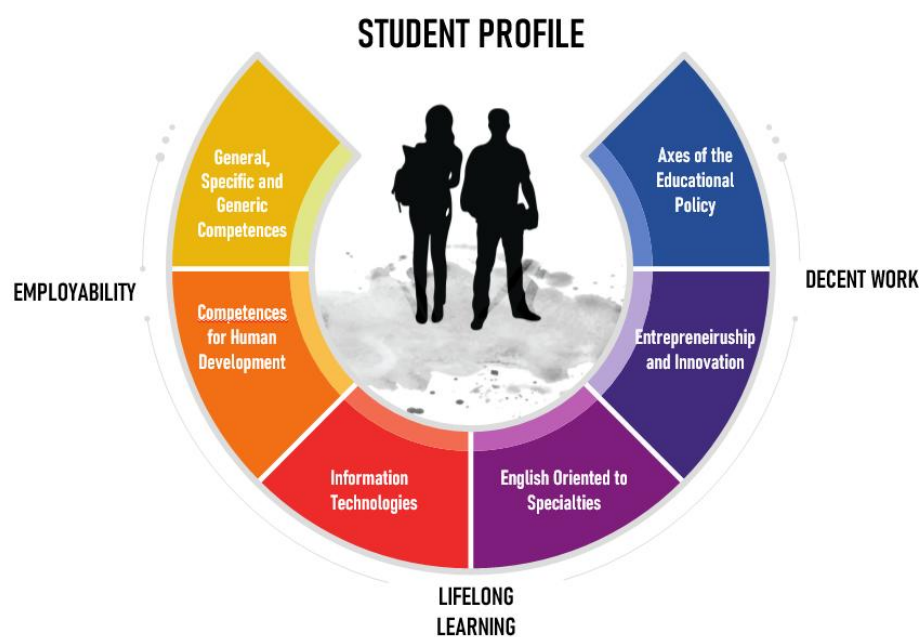 STUDENT PROFILE
General,
Specific and
Generic
Competences
Axes of the
Educational
Policy
EMPLOYABILITY
DECENT WORK
Competences
for Human
Development
Entrepreneiruship
and Innovation
Information
Technologies
English Oriented to
Specialties
LIFELONG
LEARNING